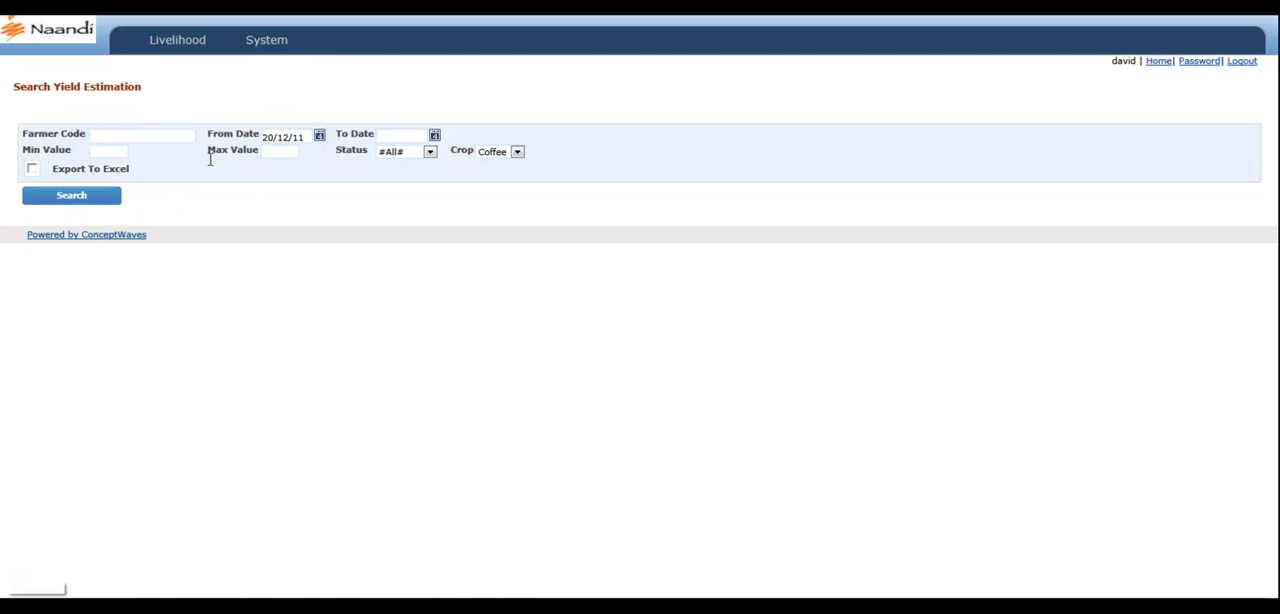 Naandi
Livelihood System
david | Home| Password| Logout
Search Yield Estimation
Farmer Code From Date 20/12/11 To Date
Min Value Max Value Status #All# Crop Coffee
Export To Excel
Search
Powered by ConceptWaves